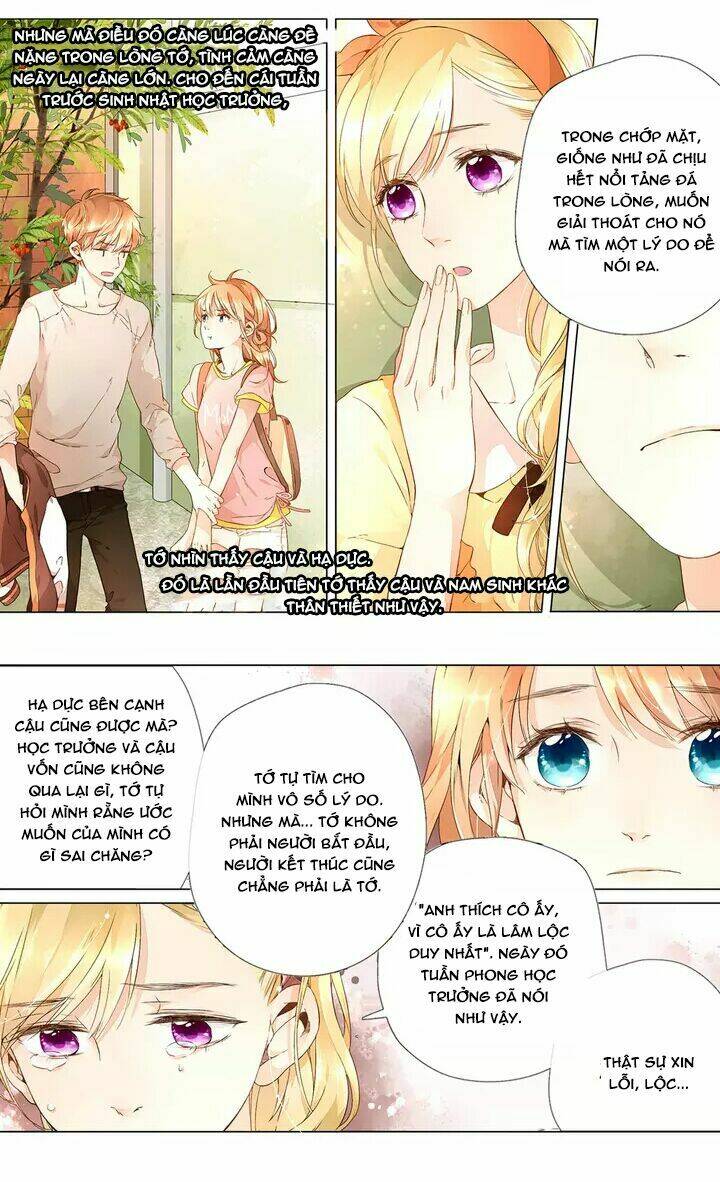 NHƯNG MÀ ĐIỀU ĐÓ CÀNG LÚC CÀNG ĐÈ
NẶNG TRONG LÒNG TỚ, TÌNH CẢM CÀNG
NGÀY LẠI CÀNG LỚN. CHO ĐẾN CÁI TUẦN
TRƯỚC SINH NHẬT HỌC TRƯỞNG,
TRONG CHỚP MẶT,
GIỐNG NHƯ ĐÃ CHỊU
HẾT NỔI TẢNG ĐÁ
TRONG LÒNG, MUỐN
GIẢI THOÁT CHO NÓ
MÀ TÌM MỘT LÝ DO ĐỂ
NÓI RA.
TỚ NHÌN THẤY CẬU VÀ HẠ DỰC.
ĐÓ LÀ LẦN ĐẦU TIÊN TỚ THẤY CẬU VÀ NAM SINH KHÁC
THÂN THIẾT NHƯ VẬY.
HẠ DỰC BÊN CẠNH
CẬU CŨNG ĐƯỢC MÀ?
HỌC TRƯỞNG VÀ CẬU
VỐN CŨNG KHÔNG
QUA LẠI GÌ, TỚ TỰ
HỎI MÌNH RẰNG ƯỚC
MUỐN CỦA MÌNH CÓ
GÌ SAI CHĂNG?
TỚ TỰ TÌM CHO
MÌNH VÔ SỐ LÝ DO.
NHƯNG MÀ... TỚ KHÔNG
PHẢI NGƯỜI BẮT ĐẦU,
NGƯỜI KẾT THÚC CŨNG
CHẲNG PHẢI LÀ TỚ.
"ANH THÍCH CÔ ẤY,
VÌ CÔ ẤY LÀ LÂM LỘC
DUY NHẤT". NGÀY ĐÓ
TUẤN PHONG HỌC
TRƯỞNG ĐÃ NÓI
NHƯ VẬY.
THẬT SỰ XIN
LỖI, LỘC...
M